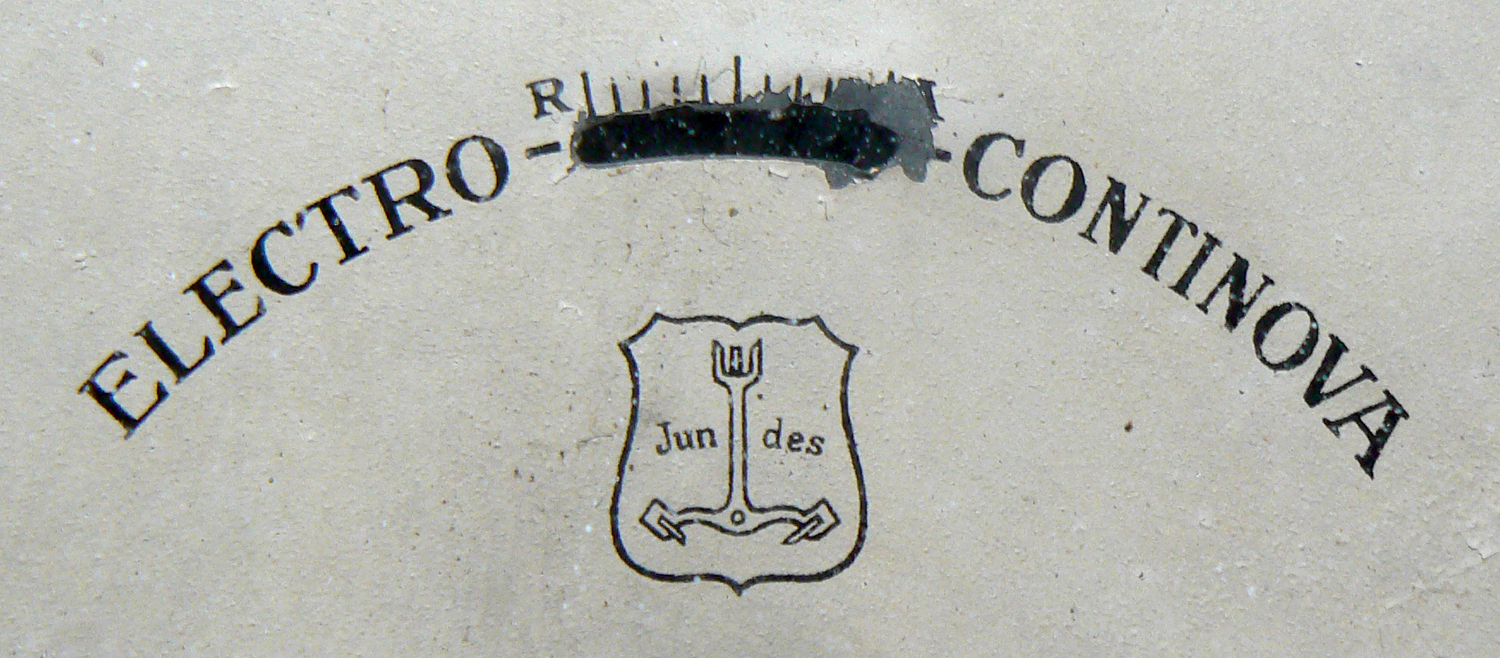 R
ELECTRO - - CONTINOVA
Jun des